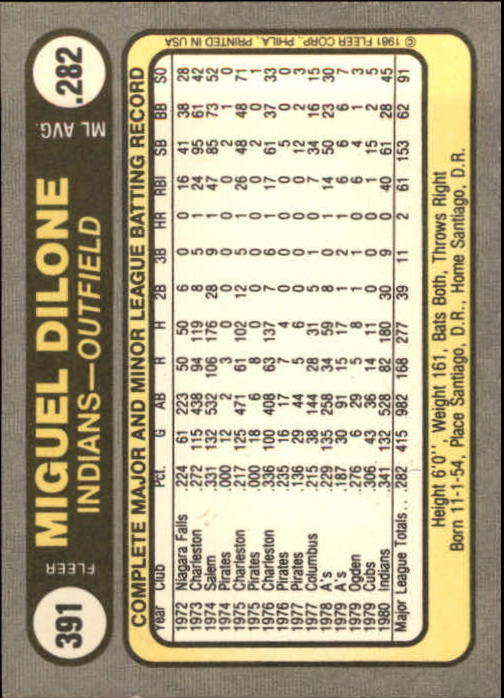 391
FLEER
MIGUEL DILONE
INDIANS—OUTFIELD
ML AVG.
.282
COMPLETE MAJOR AND MINOR LEAGUE BATTING RECORD
Year Club Pct. G AB R H 2B 3B HR RBI SB BB SO
1972 Niagara Falls .224 61 223 50 50 6 0 0 16 41 38 28
1973 Charleston .272 115 438 94 119 8 5 1 24 95 61 42
1974 Salem .331 132 532 106 176 28 9 0 47 85 73 52
1974 Pirates .000 12 2 3 0 0 0 0 0 2 1 0
1975 Charleston .217 125 471 61 102 12 5 1 26 48 48 71
1975 Pirates .000 18 6 8 0 0 0 0 0 2 0 1
1976 Charleston .336 100 408 63 137 7 6 0 17 61 37 33
1976 Pirates .235 16 17 7 4 0 0 0 0 5 0 0
1977 Pirates .136 29 44 5 6 0 0 0 0 12 2 3
1977 Columbus .215 38 144 28 31 5 0 0 7 34 16 15
1978 A's .229 135 258 34 59 8 0 1 14 50 23 30
1979 A's .187 30 91 15 17 1 2 1 6 6 6 7
1979 Ogden .276 6 29 5 8 1 0 0 6 4 1 3
1979 Cubs .306 43 36 14 11 0 0 0 1 15 2 5
1980 Indians .341 132 528 82 180 30 9 0 40 61 28 45
Major League Totals .. .282 415 982 168 277 39 11 2 61 153 62 91
Height 6'0", Weight 161, Bats Both, Throws Right
Born 11-1-54, Place Santiago, D.R., Home Santiago, D.R.
© 1981 FLEER CORP., PHILA., PRINTED IN USA